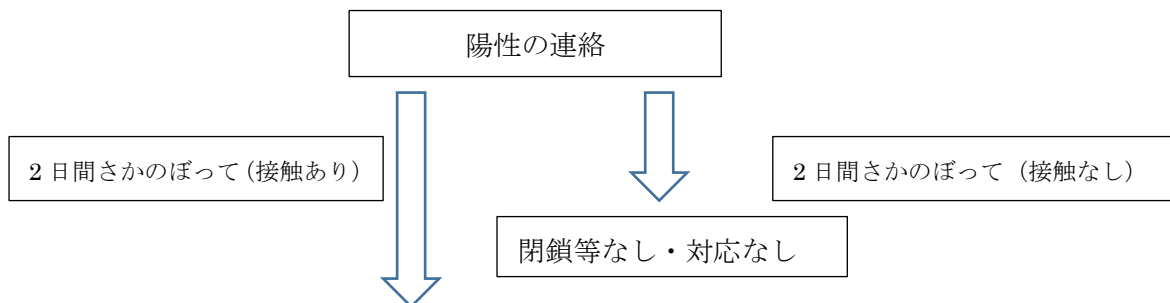 陽性の連絡
2日間さかのぼって(接触あり)
2日間さかのぼって（接触なし）
閉鎖等なし・対応なし